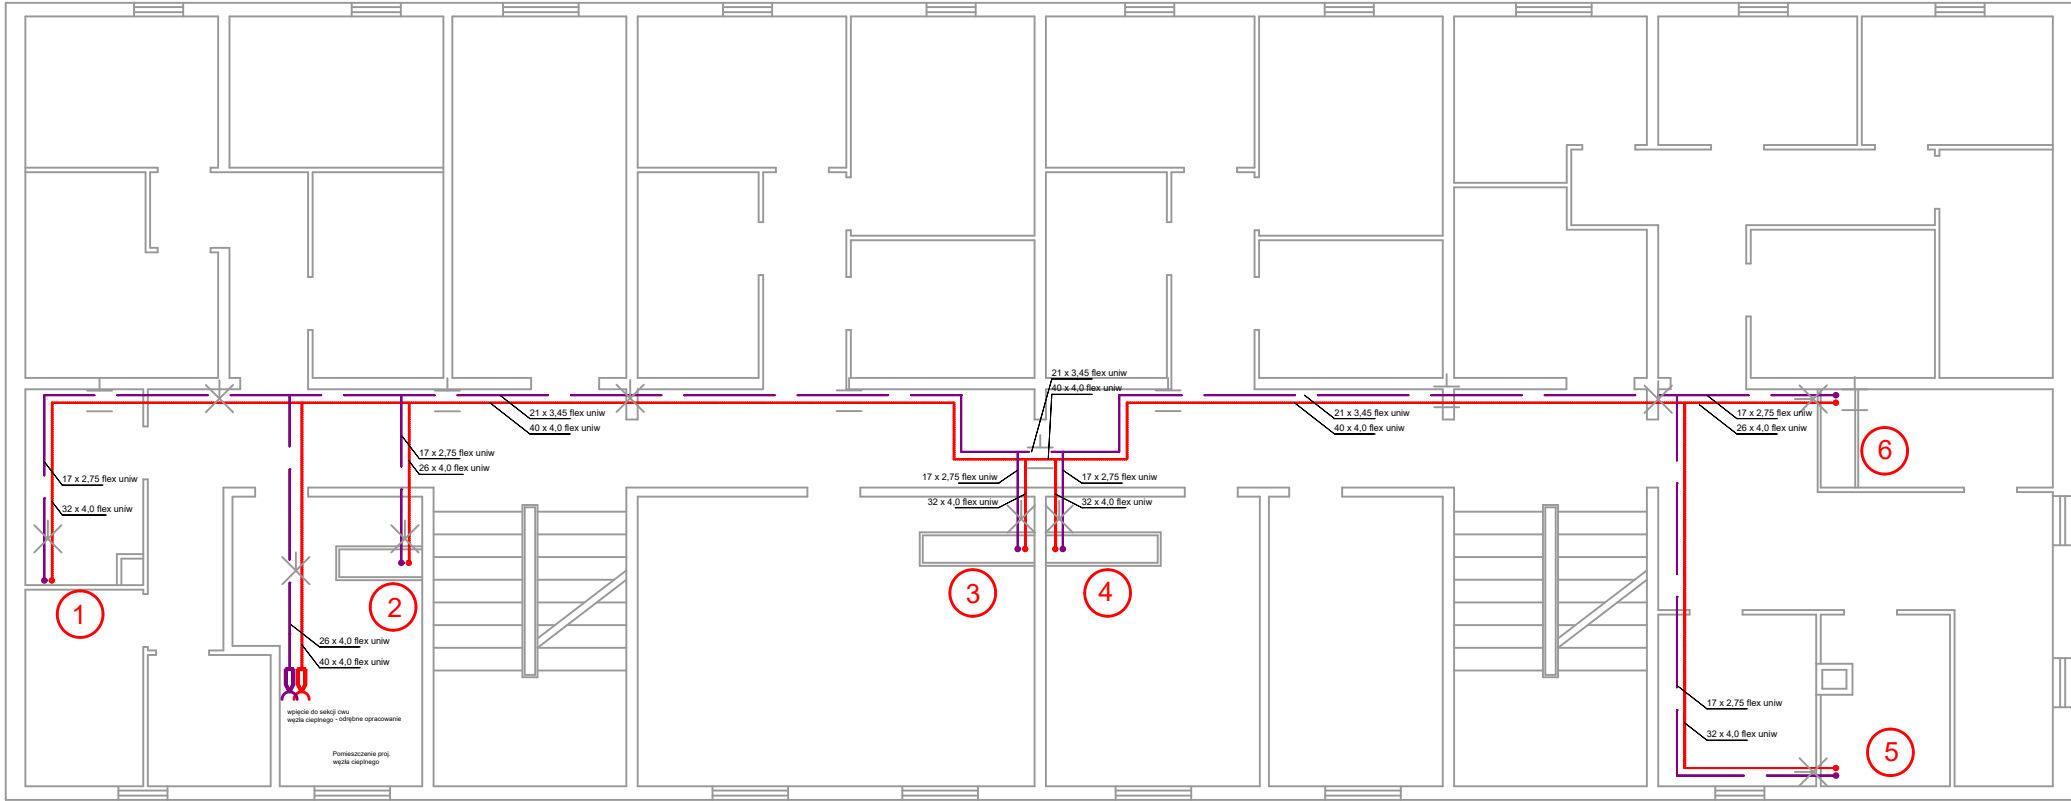 21 x 3,45 flex uniw
40 x 4,0 flex uniw
21 x 3,45 flex uniw
40 x 4,0 flex uniw
21 x 3,45 flex uniw
40 x 4,0 flex uniw
17 x 2,75 flex uniw
26 x 4,0 flex uniw
17 x 2,75 flex uniw
26 x 4,0 flex uniw
6
17 x 2,75 flex uniw
32 x 4,0 flex uniw
17 x 2,75 flex uniw
32 x 4,0 flex uniw
17 x 2,75 flex uniw
32 x 4,0 flex uniw
1
2
3
4
26 x 4,0 flex uniw
40 x 4,0 flex uniw
wpięcie do sekcji cwu
węzła cieplnego - odrębne opracowanie
Pomieszczenie proj.
węzła cieplnego
17 x 2,75 flex uniw
32 x 4,0 flex uniw
5